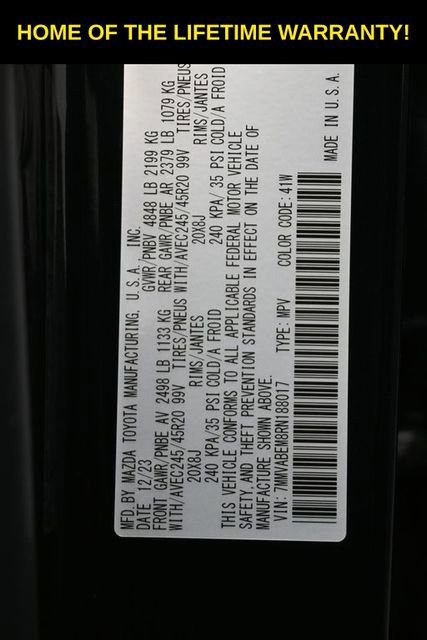 HOME OF THE LIFETIME WARRANTY!
MFD. BY MAZDA TOYOTA MANUFACTURING, U. S. A., INC.
DATE 12/23 GVWR/PNBV 4848 LB 2199 KG
FRONT GAWR/PNBE AV 2498 LB 1133 KG REAR GAWR/PNBE AR 2379 LB 1079 KG
WITH/AVEC245/45R20 99V TIRES/PNEUS WITH/AVEC245/45R20 99V TIRES/PNEUS
20X8J RIMS/JANTES 20X8J RIMS/JANTES
240 KPA/35 PSI COLD/A FROID 240 KPA/ 35 PSI COLD/A FROID
THIS VEHICLE CONFORMS TO ALL APPLICABLE FEDERAL MOTOR VEHICLE
SAFETY, AND THEFT PREVENTION STANDARDS IN EFFECT ON THE DATE OF
MANUFACTURE SHOWN ABOVE.
VIN: 7MMVABEM8RN188017 TYPE: MPV COLOR CODE: 41W
MADE IN U. S. A.